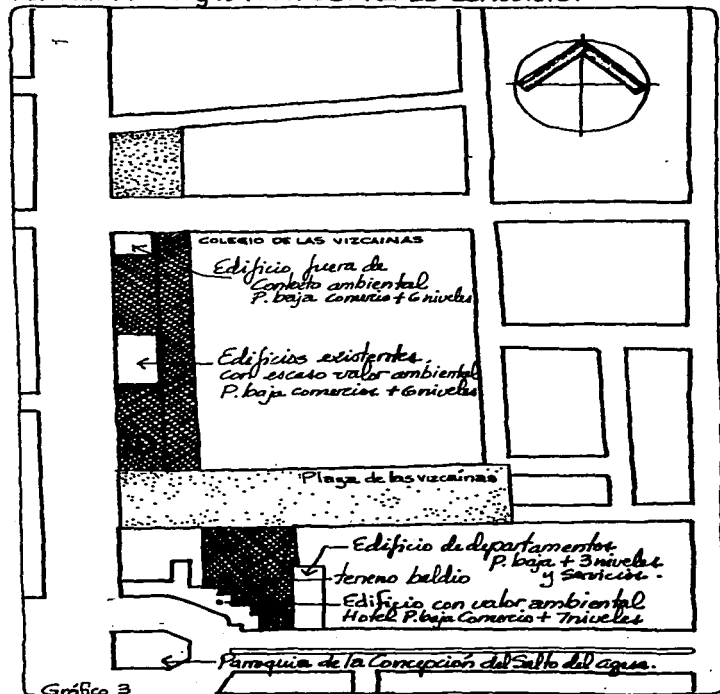 COLEGIO DE LAS VIZCAINAS
Edificio fuera de
Contexto ambiental
P. baja comercio + 6 niveles
Edificios existentes
con escaso valor ambiental
P. baja comercios + 6 niveles
Plaza de las vizcaínas
Edificio de departamentos
P. baja + 3 niveles
y Servicios.
terreno baldio
Edificio con valor ambiental
Hotel P. baja Comercio + 7 niveles
Parroquia de la Concepción del Salto del agua.
Gráfico 3